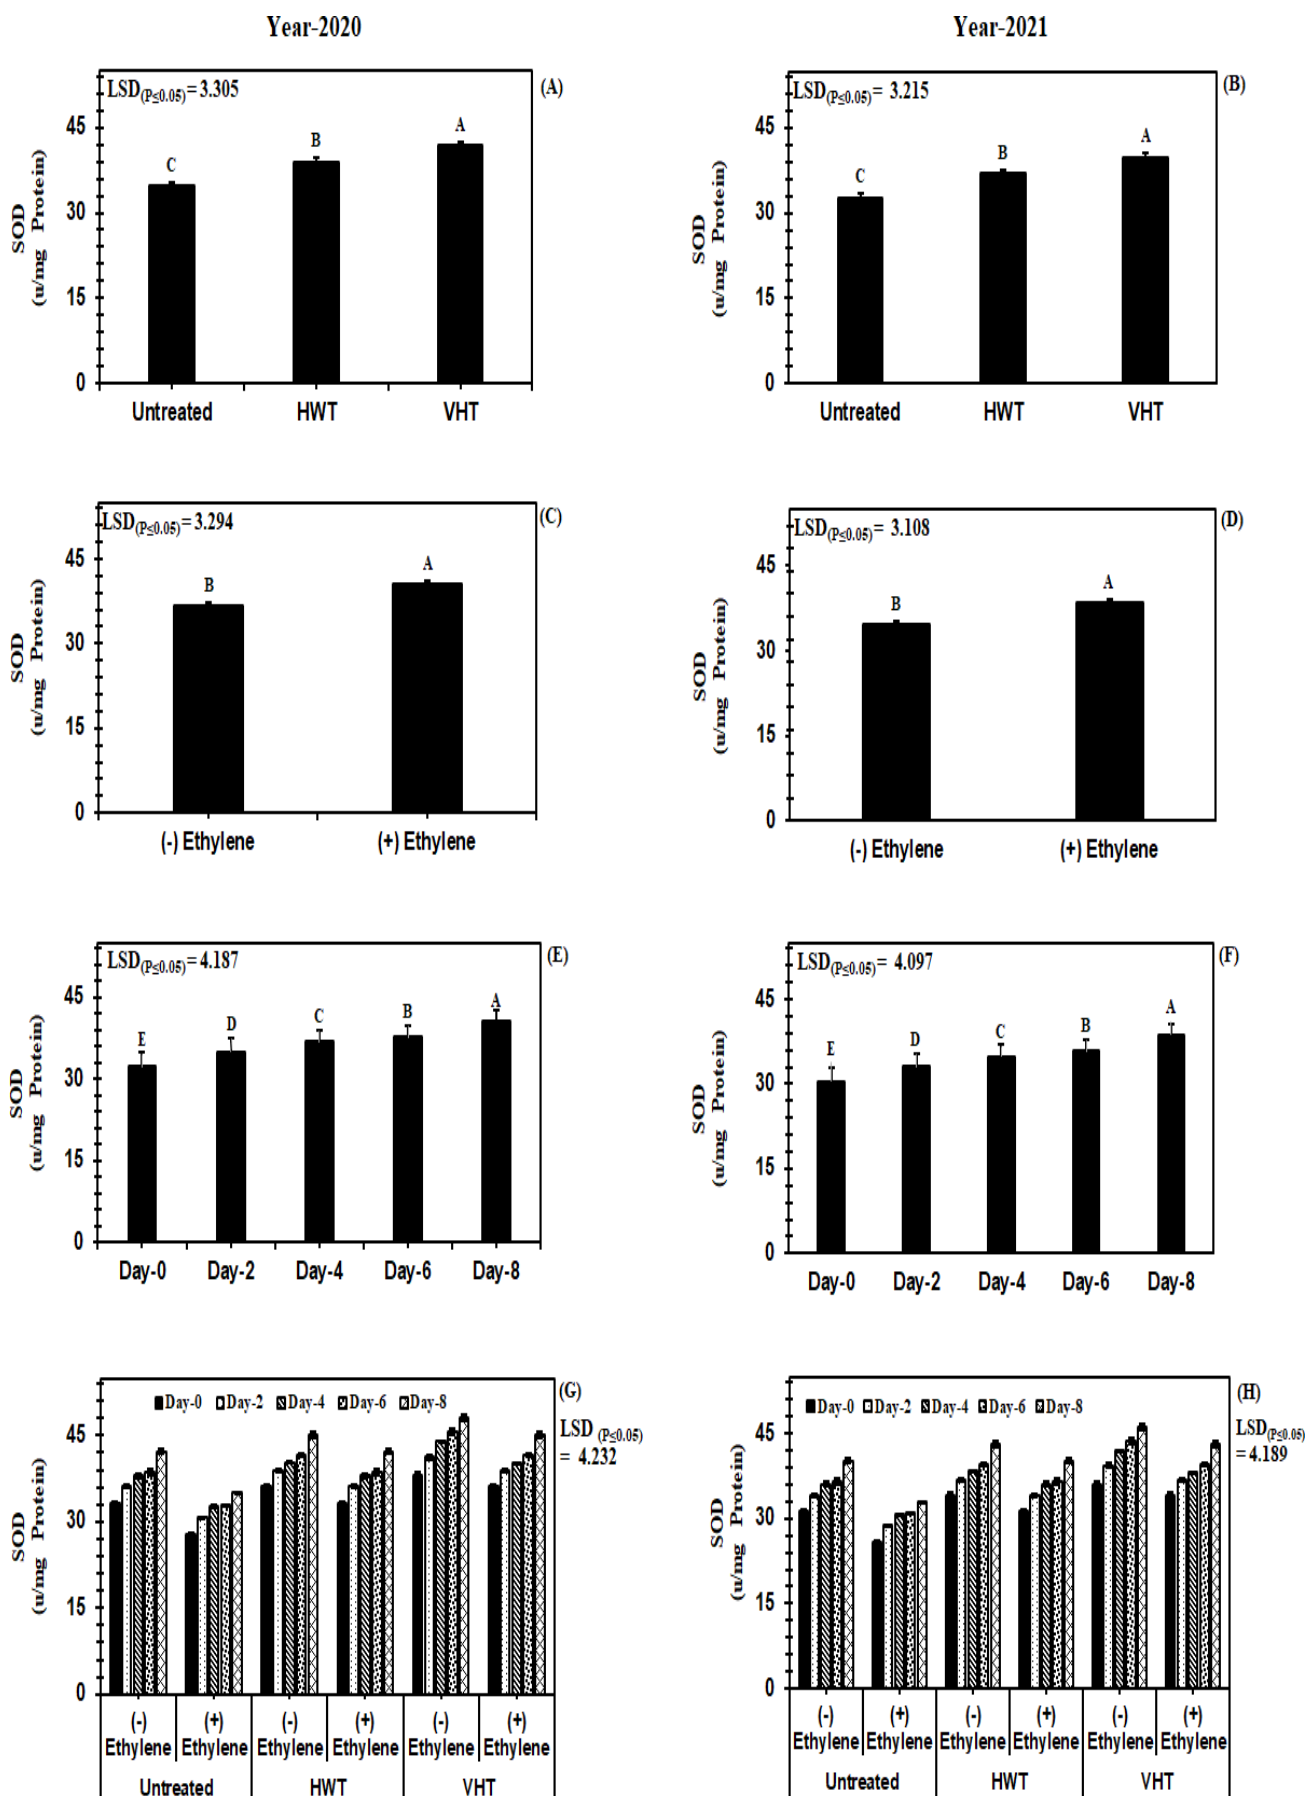 Year-2020
Year-2021
LSD(P≤0.05)= 3.305
(A)
SOD
(u/mg Protein)
45
30
15
0
C
B
A
Untreated
HWT
VHT
LSD(P≤0.05)= 3.215
(B)
SOD
(u/mg Protein)
45
30
15
0
C
B
A
Untreated
HWT
VHT
LSD(P≤0.05)= 3.294
(C)
SOD
(u/mg Protein)
45
30
15
0
B
A
(-) Ethylene
(+) Ethylene
LSD(P≤0.05)= 3.108
(D)
SOD
(u/mg Protein)
45
30
15
0
B
A
(-) Ethylene
(+) Ethylene
LSD(P≤0.05)= 4.187
(E)
SOD
(u/mg Protein)
45
30
15
0
E
D
C
B
A
Day-0
Day-2
Day-4
Day-6
Day-8
LSD(P≤0.05)= 4.097
(F)
SOD
(u/mg Protein)
45
30
15
0
E
D
C
B
A
Day-0
Day-2
Day-4
Day-6
Day-8
Day-0 Day-2 Day-4 Day-6 Day-8
(G)
LSD (P≤0.05)
= 4.232
SOD
(u/mg Protein)
45
30
15
0
(-) (+) (-) (+) (-) (+)
Ethylene Ethylene Ethylene Ethylene Ethylene Ethylene
Untreated HWT VHT
Day-0 Day-2 Day-4 Day-6 Day-8
(H)
LSD(P≤0.05)
= 4.189
SOD
(u/mg Protein)
45
30
15
0
(-) (+) (-) (+) (-) (+)
Ethylene Ethylene Ethylene Ethylene Ethylene Ethylene
Untreated HWT VHT